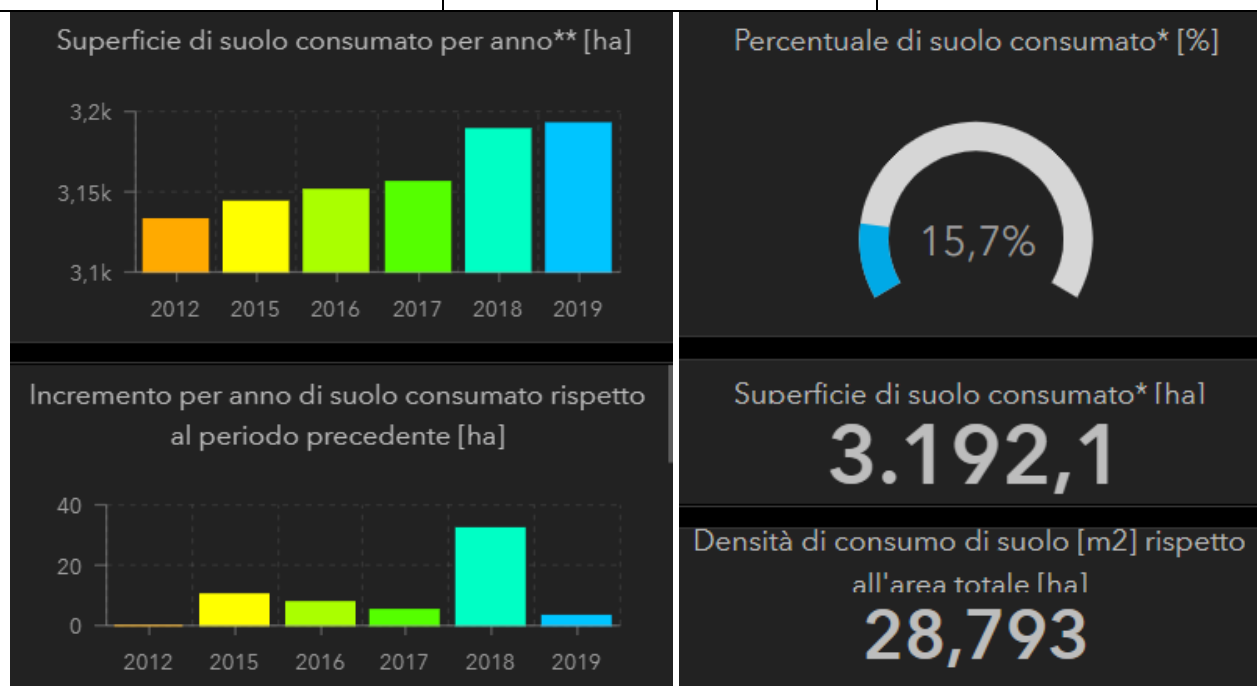 Superficie di suolo consumato per anno** [ha]
3,2k
3,15k
3,1k
2012 2015 2016 2017 2018 2019
Percentuale di suolo consumato* [%]
15,7%
Incremento per anno di suolo consumato rispetto
al periodo precedente [ha]
40
20
0
2012 2015 2016 2017 2018 2019
Superficie di suolo consumato* [ha]
3.192,1
Densità di consumo di suolo [m2] rispetto
all'area totale [ha]
28,793